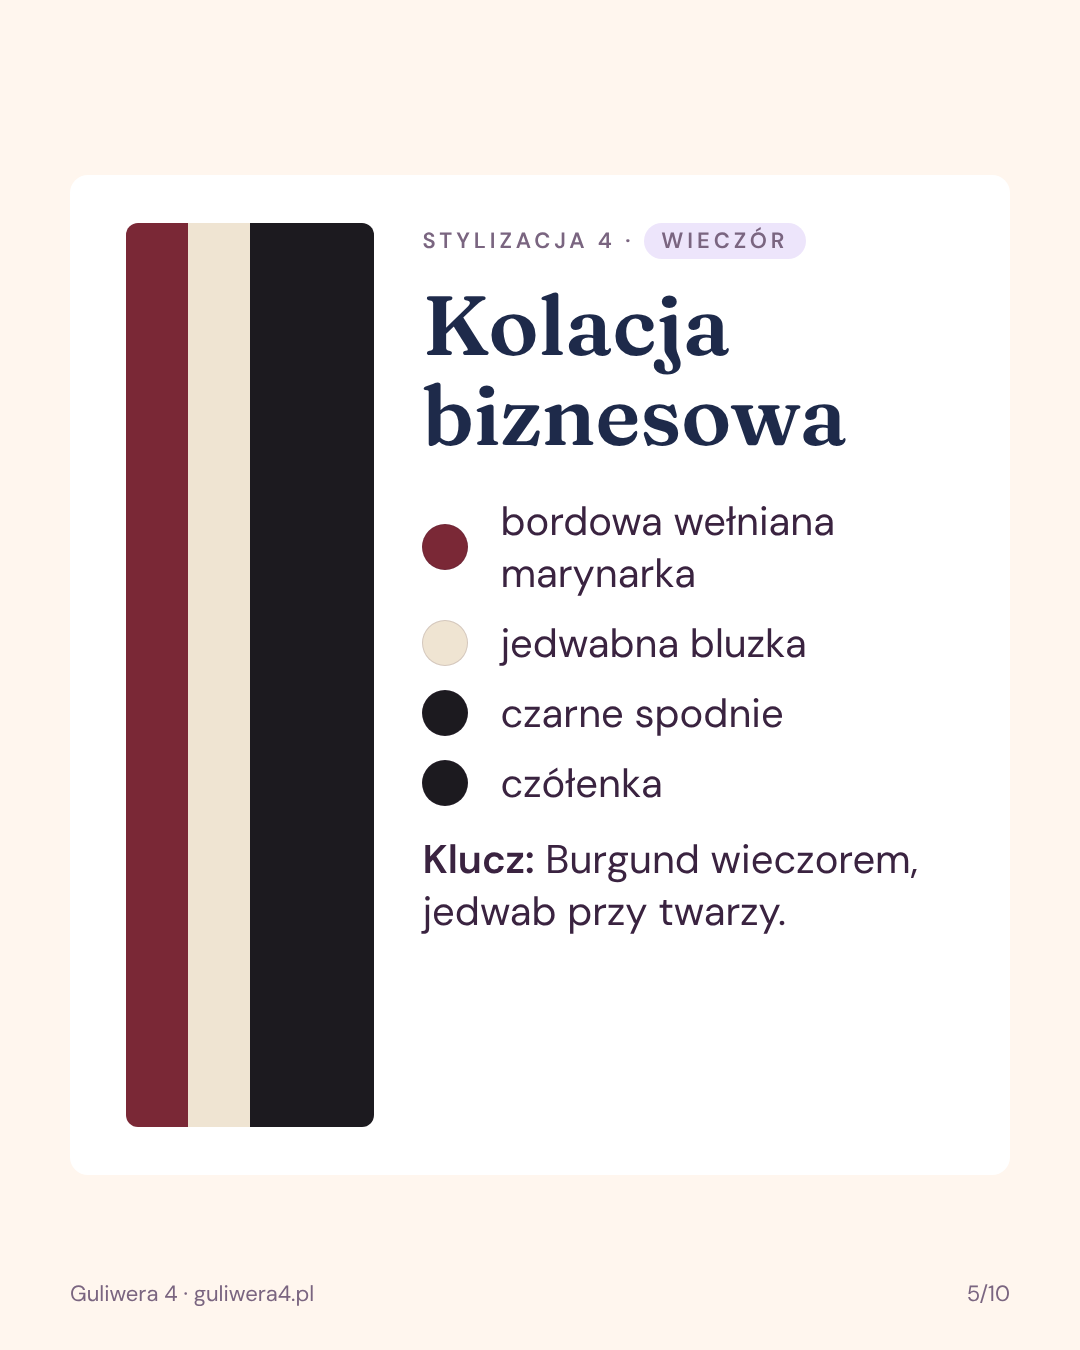 STYLIZACJA 4 · WIECZÓR
Kolacja
biznesowa
bordowa wełniana
marynarka
jedwabna bluzka
czarne spodnie
czółenka
Klucz: Burgund wieczorem,
jedwab przy twarzy.
Guliwera 4 · guliwera4.pl
5/10